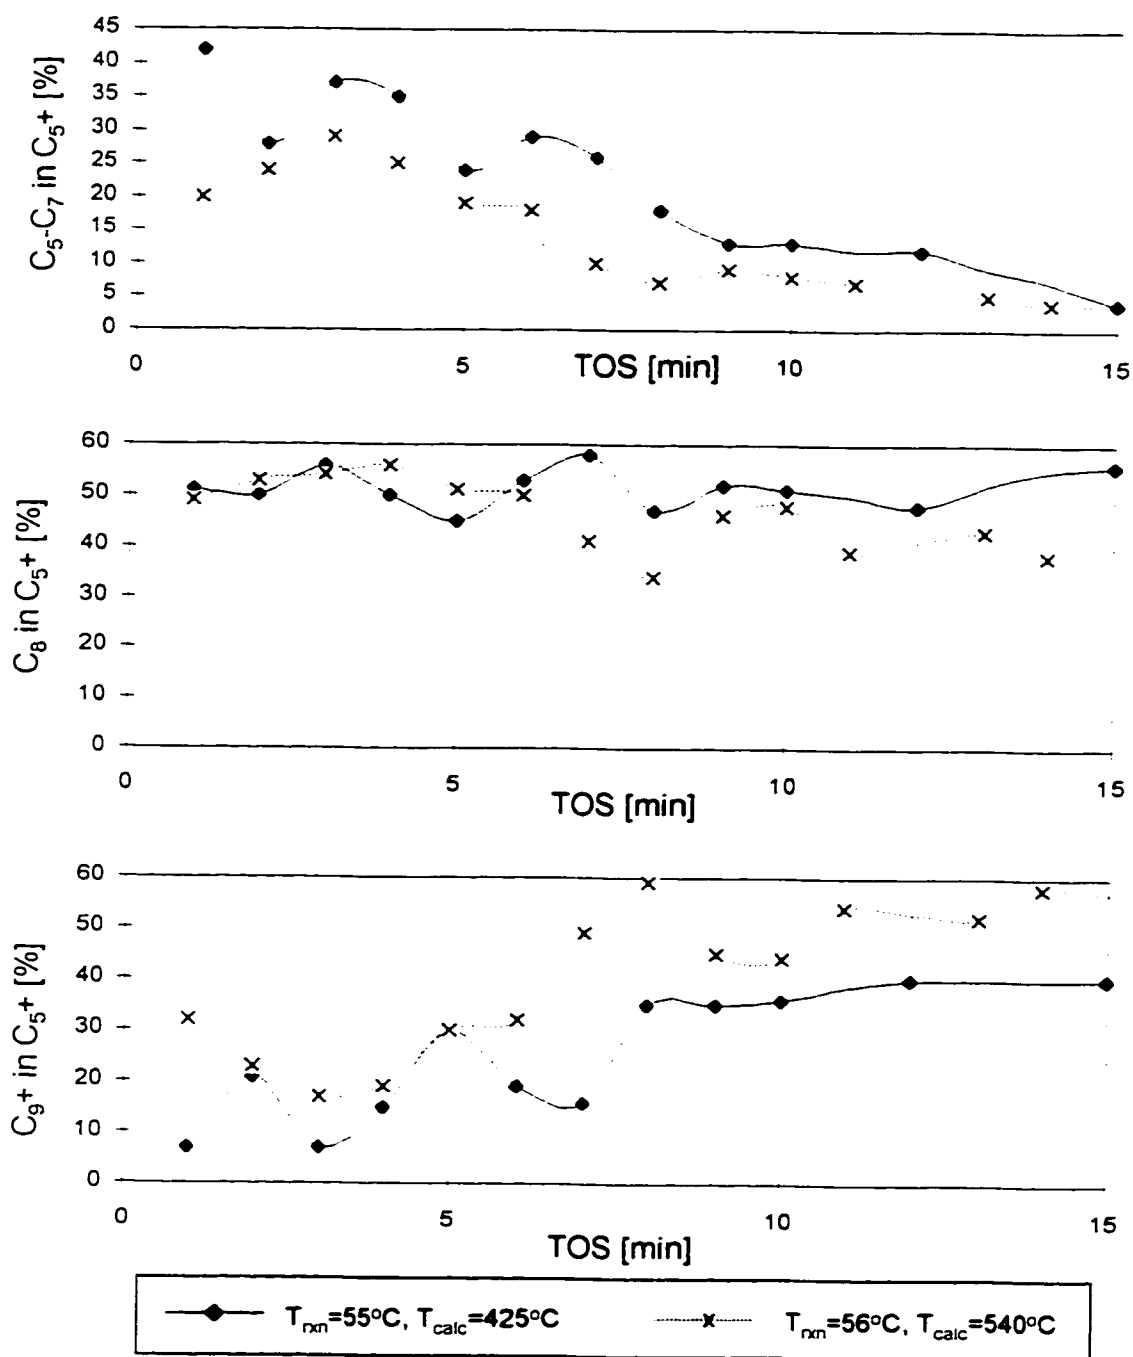 45
40
35
30
25
20
15
10
5
0
C₅-C₇ in C₅+ [%]
0 5 10 15
TOS [min]
60
50
40
30
20
10
0
C₈ in C₅+ [%]
0 5 10 15
TOS [min]
60
50
40
30
20
10
0
C₉+ in C₅+ [%]
0 5 10 15
TOS [min]
Trxn=55°C, Tcalc=425°C
Trxn=56°C, Tcalc=540°C